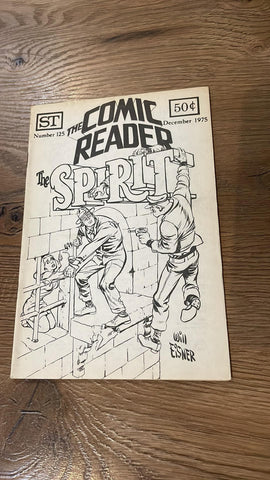 ST
Number 125
THE COMIC READER
50¢
December 1975
The SPIRIT
Will EISNER